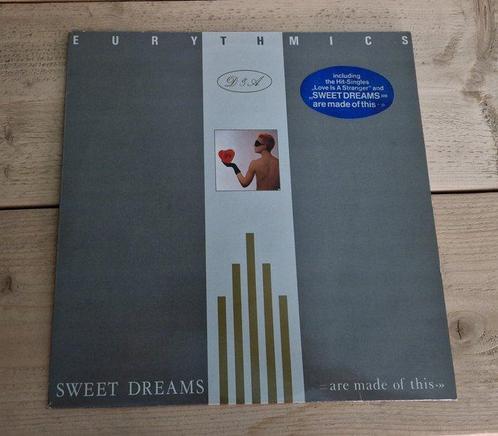 EURYTHMICS
D & A
including
the Hit-Singles
„Love Is A Stranger" and
„SWEET DREAMS (
are made of this · »
SWEET DREAMS
= are made of this·»